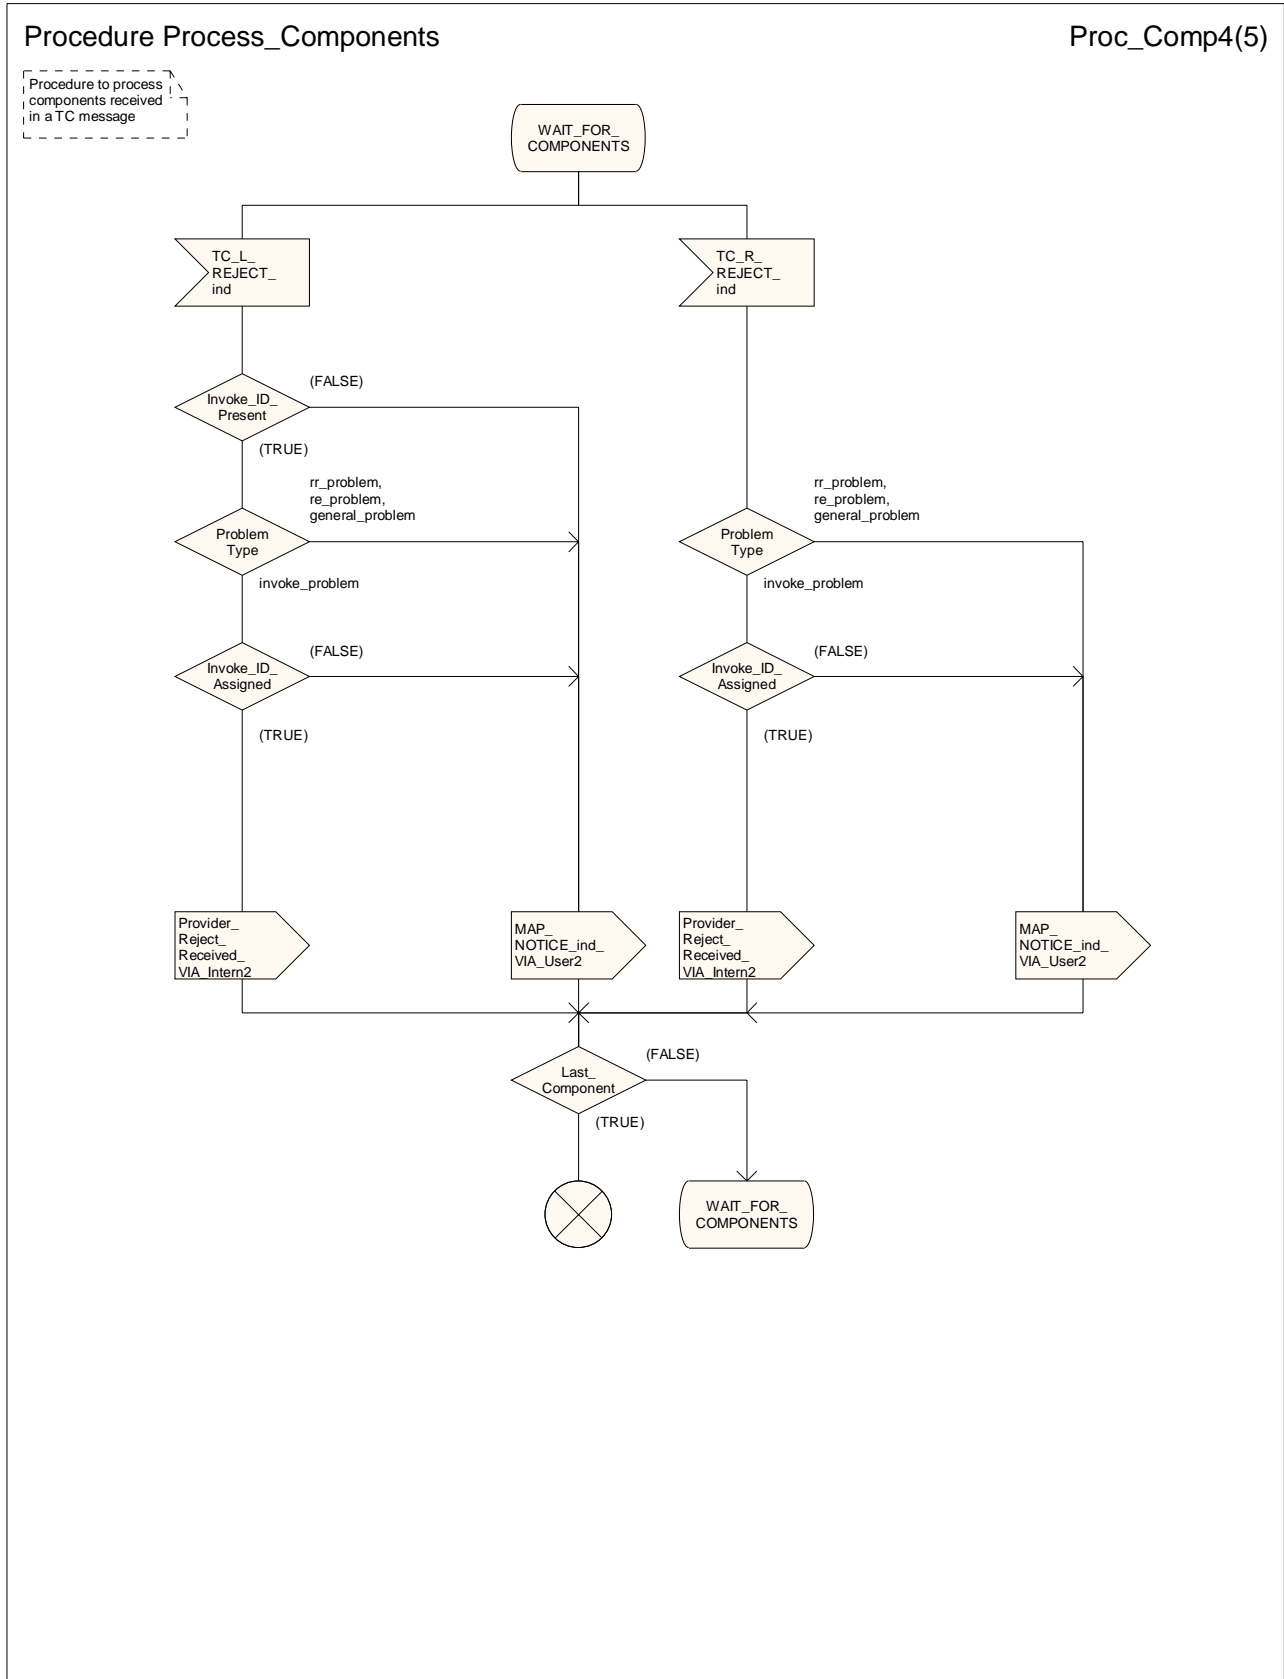 Procedure Process_Components
Proc_Comp4(5)
Procedure to process
components received
in a TC message
WAIT_FOR_
COMPONENTS
TC_L_
REJECT_
ind
TC_R_
REJECT_
ind
Invoke_ID_
Present
(FALSE)
(TRUE)
Problem
Type
rr_problem,
re_problem,
general_problem
invoke_problem
Problem
Type
rr_problem,
re_problem,
general_problem
invoke_problem
Invoke_ID_
Assigned
(FALSE)
(TRUE)
Invoke_ID_
Assigned
(FALSE)
(TRUE)
Provider_
Reject_
Received_
VIA_Intern2
MAP_
NOTICE_ind_
VIA_User2
Provider_
Reject_
Received_
VIA_Intern2
MAP_
NOTICE_ind_
VIA_User2
Last_
Component
(FALSE)
(TRUE)
WAIT_FOR_
COMPONENTS